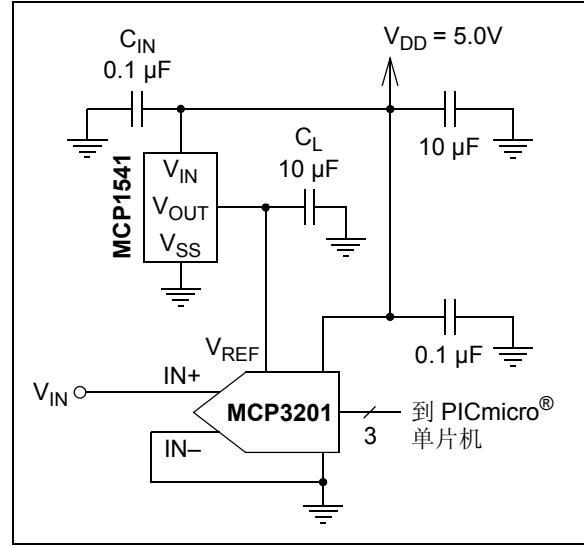 C_IN
0.1 µF
V_DD = 5.0V
10 µF
C_L
10 µF
MCP1541
V_IN
V_OUT
V_SS
0.1 µF
V_REF
IN+
V_IN
MCP3201
3
到 PICmicro®
单片机
IN–